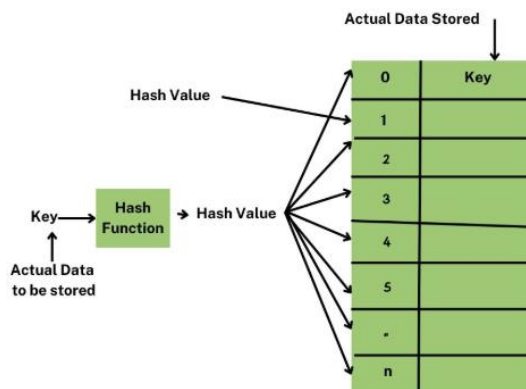 Actual Data Stored
0 Key
Hash Value
1
2
3
Key
Hash
Function
Hash Value
4
Actual Data
to be stored
5
n